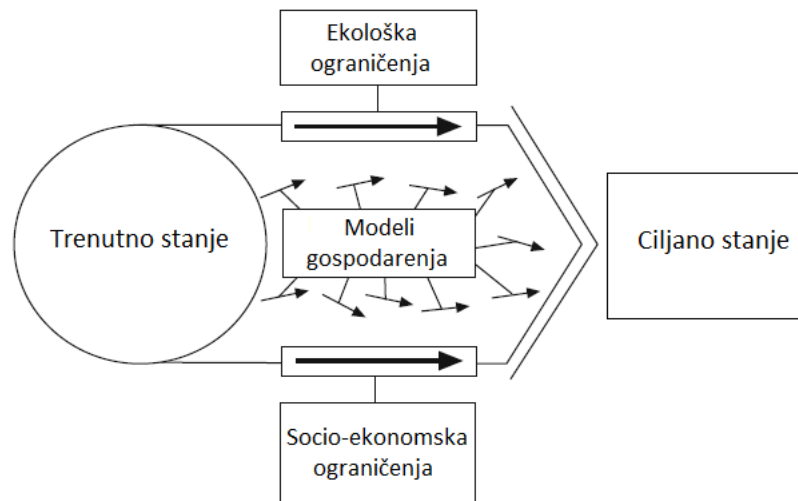 Ekološka
ograničenja
Trenutno stanje
Modeli
gospodarenja
Ciljano stanje
Socio-ekonomska
ograničenja